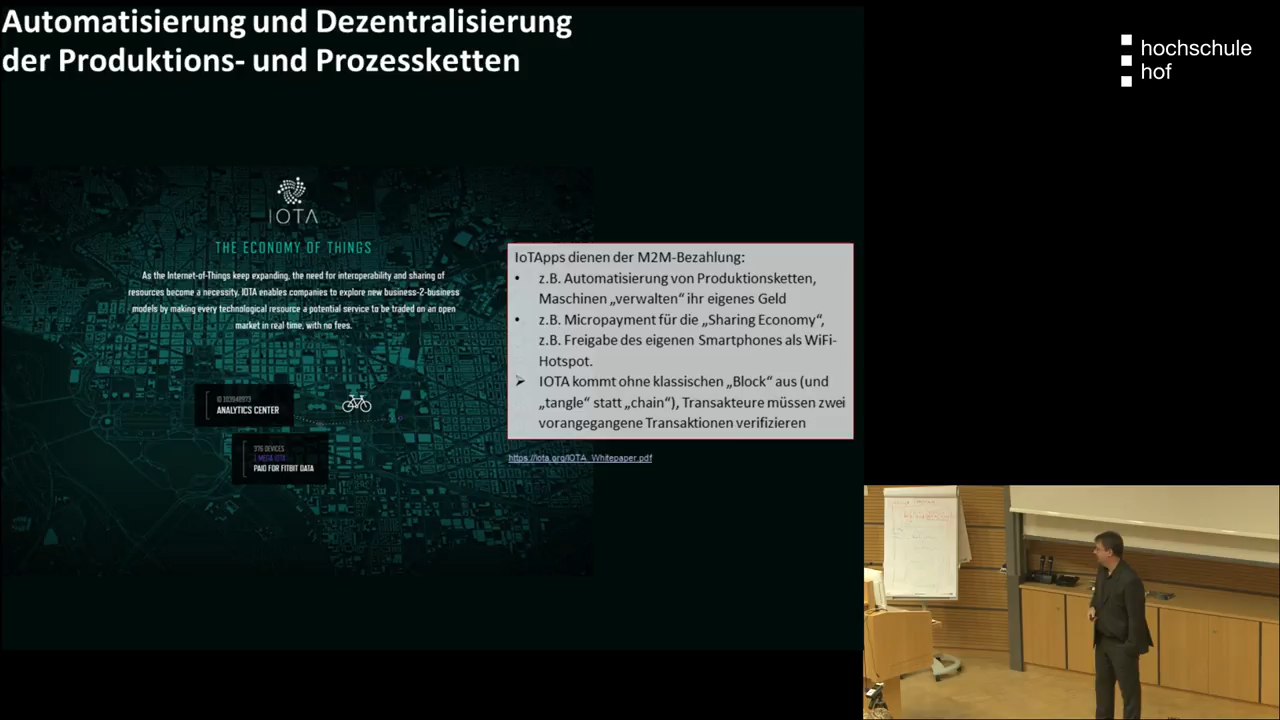 Automatisierung und Dezentralisierung
der Produktions- und Prozessketten
hochschule
hof
IOTA
THE ECONOMY OF THINGS
As the Internet-of-Things keep expanding, the need for interoperability and sharing of
resources become a necessity. IOTA enables companies to explore new business-2-business
models by making every technological resource a potential service to be traded on an open
market in real time, with no fees.
ANALYTICS CENTER
376 DEVICES
1 MEGA IOTA
PAID FOR FITBIT DATA
IoTApps dienen der M2M-Bezahlung:
• z.B. Automatisierung von Produktionsketten,
Maschinen „verwalten“ ihr eigenes Geld
• z.B. Micropayment für die „Sharing Economy“,
z.B. Freigabe des eigenen Smartphones als WiFi-
Hotspot.
➢ IOTA kommt ohne klassischen „Block“ aus (und
„tangle“ statt „chain“), Transakteure müssen zwei
vorangegangene Transaktionen verifizieren
https://iota.org/IOTA_Whitepaper.pdf